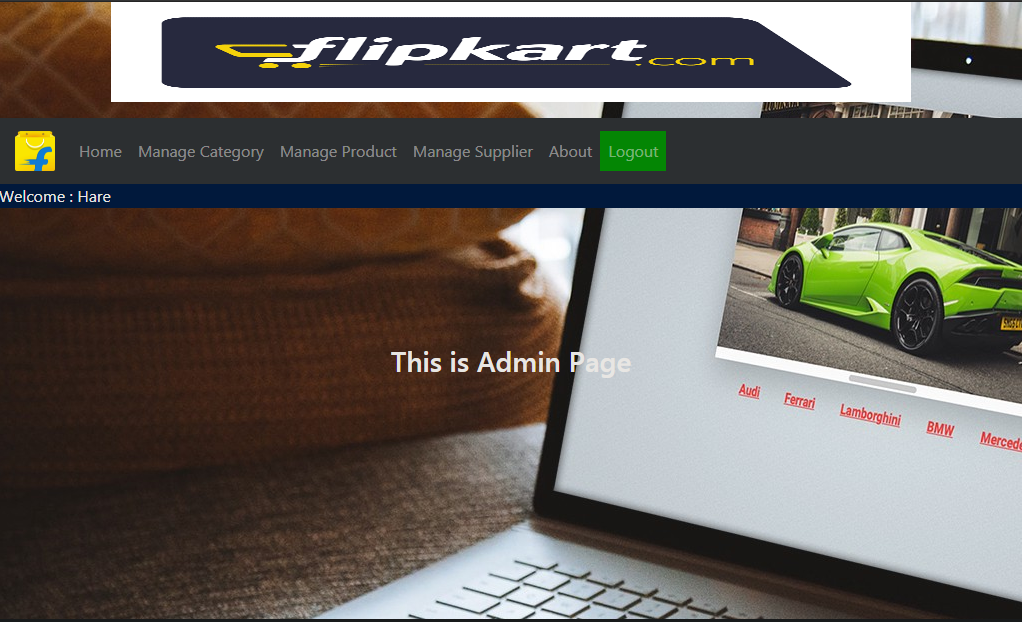 flipkart.com
Home Manage Category Manage Product Manage Supplier About Logout
Welcome : Hare
This is Admin Page
Audi Ferrari Lamborghini BMW